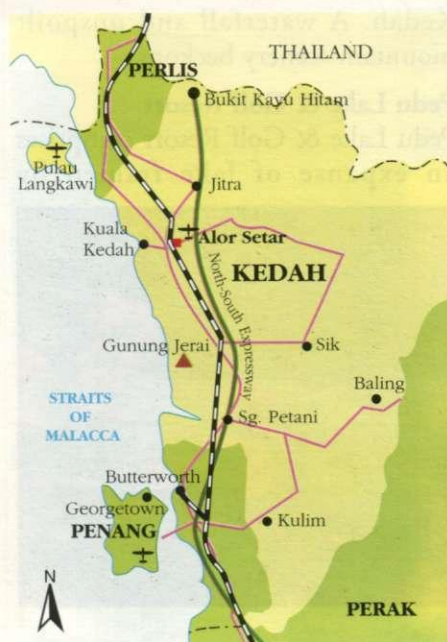 THAILAND
PERLIS
Bukit Kayu Hitam
Pulau
Langkawi
Jitra
Kuala
Kedah
Alor Setar
KEDAH
North-South Expressway
Gunung Jerai
Sik
Baling
STRAITS
OF
MALACCA
Sg. Petani
Butterworth
Georgetown
PENANG
Kulim
N
PERAK